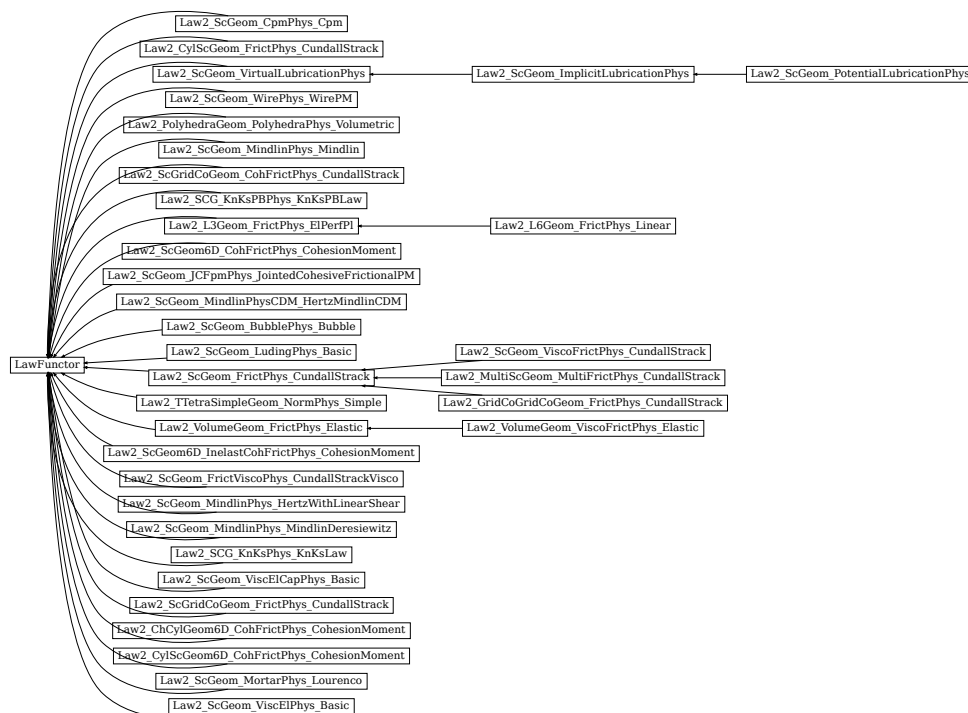 Law2_ScGeom_CpmPhys_Cpm
Law2_CylScGeom_FrictPhys_CundallStrack
Law2_ScGeom_VirtualLubricationPhys
Law2_ScGeom_ImplicitLubricationPhys
Law2_ScGeom_PotentialLubricationPhys
Law2_ScGeom_WirePhys_WirePM
Law2_PolyhedraGeom_PolyhedraPhys_Volumetric
Law2_ScGeom_MindlinPhys_Mindlin
Law2_ScGridCoGeom_CohFrictPhys_CundallStrack
Law2_SCG_KnKsPBPhys_KnKsPBLaw
Law2_L3Geom_FrictPhys_ElPerfPl
Law2_L6Geom_FrictPhys_Linear
Law2_ScGeom6D_CohFrictPhys_CohesionMoment
Law2_ScGeom_JCFpmPhys_JointedCohesiveFrictionalPM
Law2_ScGeom_MindlinPhysCDM_HertzMindlinCDM
Law2_ScGeom_BubblePhys_Bubble
Law2_ScGeom_LudingPhys_Basic
Law2_ScGeom_ViscoFrictPhys_CundallStrack
LawFunctor
Law2_ScGeom_FrictPhys_CundallStrack
Law2_MultiScGeom_MultiFrictPhys_CundallStrack
Law2_TTetraSimpleGeom_NormPhys_Simple
Law2_GridCoGridCoGeom_FrictPhys_CundallStrack
Law2_VolumeGeom_FrictPhys_Elastic
Law2_VolumeGeom_ViscoFrictPhys_Elastic
Law2_ScGeom6D_InelastCohFrictPhys_CohesionMoment
Law2_ScGeom_FrictViscoPhys_CundallStrackVisco
Law2_ScGeom_MindlinPhys_HertzWithLinearShear
Law2_ScGeom_MindlinPhys_MindlinDeresiewitz
Law2_SCG_KnKsPhys_KnKsLaw
Law2_ScGeom_ViscElCapPhys_Basic
Law2_ScGridCoGeom_FrictPhys_CundallStrack
Law2_ChCylGeom6D_CohFrictPhys_CohesionMoment
Law2_CylScGeom6D_CohFrictPhys_CohesionMoment
Law2_ScGeom_MortarPhys_Lourenco
Law2_ScGeom_ViscElPhys_Basic